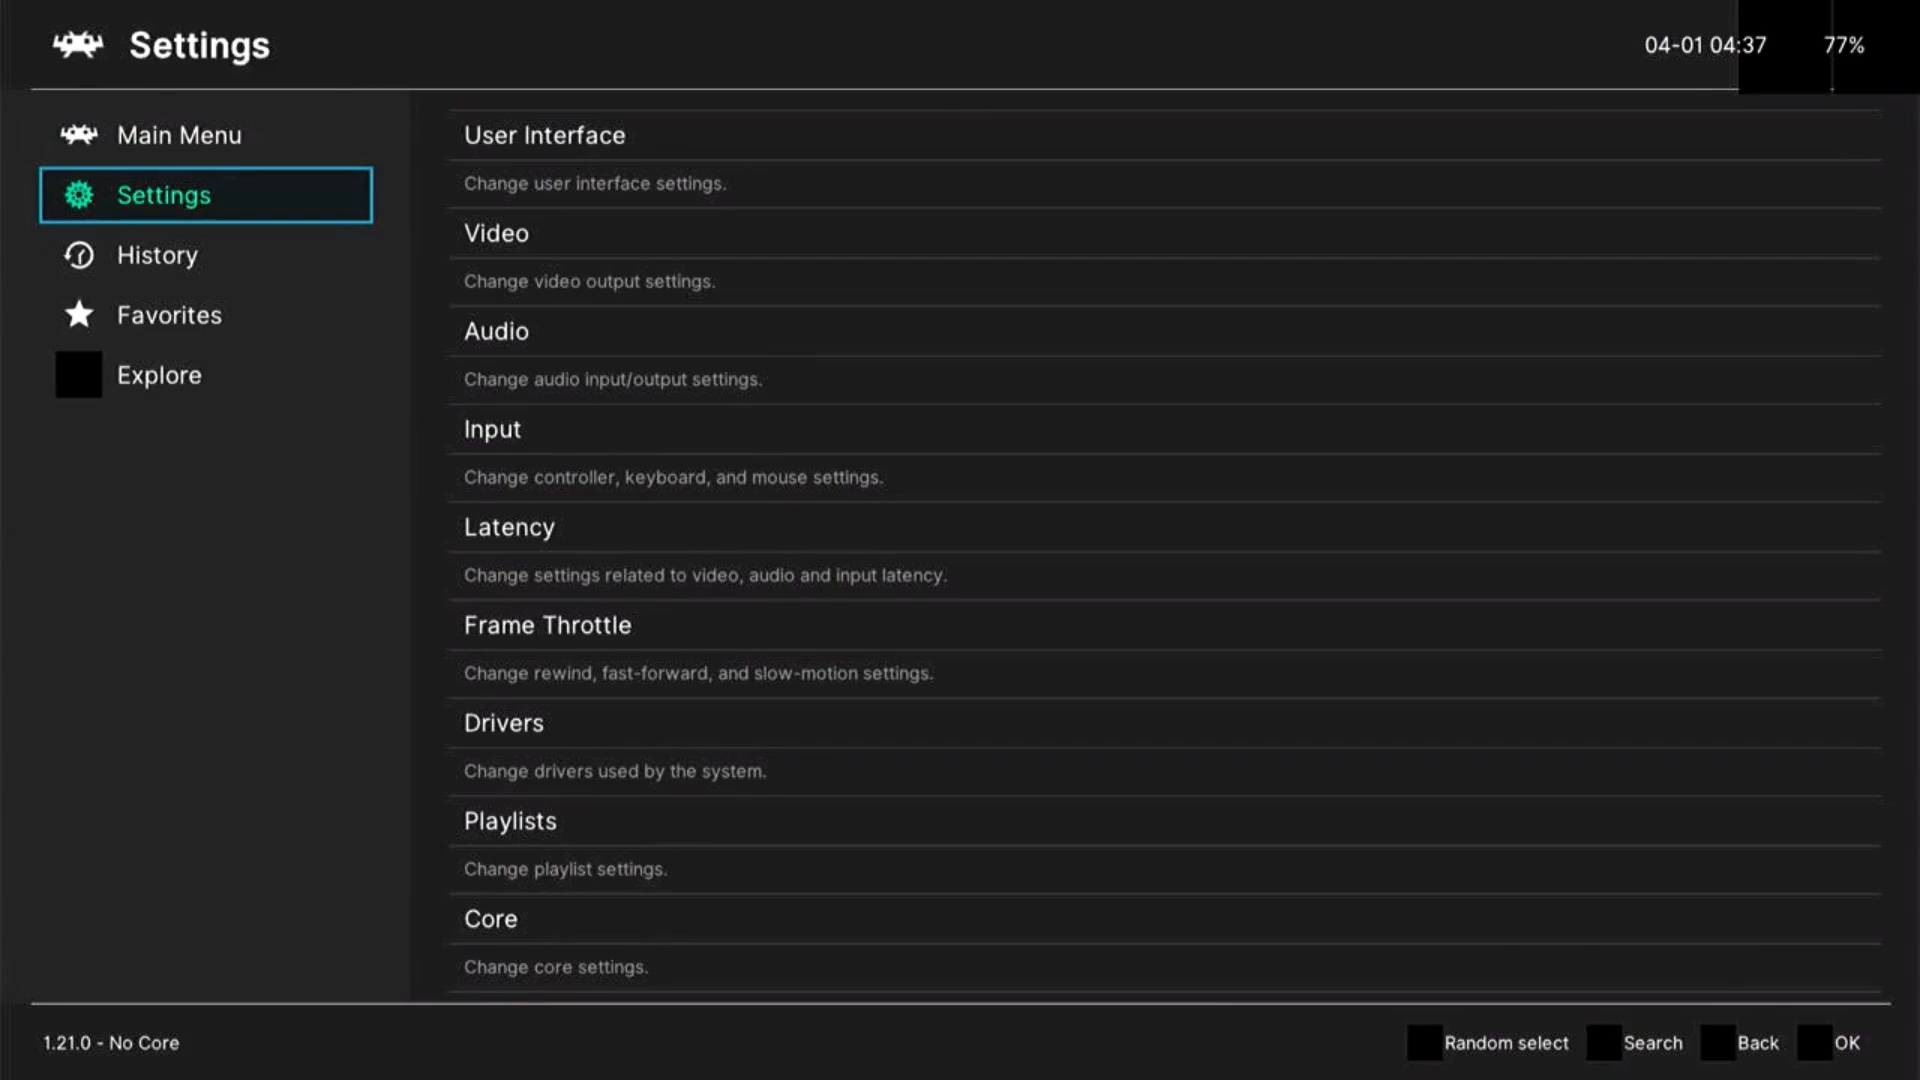 Settings
04-01 04:37 77%
Main Menu
Settings
History
Favorites
Explore
User Interface
Change user interface settings.
Video
Change video output settings.
Audio
Change audio input/output settings.
Input
Change controller, keyboard, and mouse settings.
Latency
Change settings related to video, audio and input latency.
Frame Throttle
Change rewind, fast-forward, and slow-motion settings.
Drivers
Change drivers used by the system.
Playlists
Change playlist settings.
Core
Change core settings.
1.21.0 - No Core
Random select Search Back OK